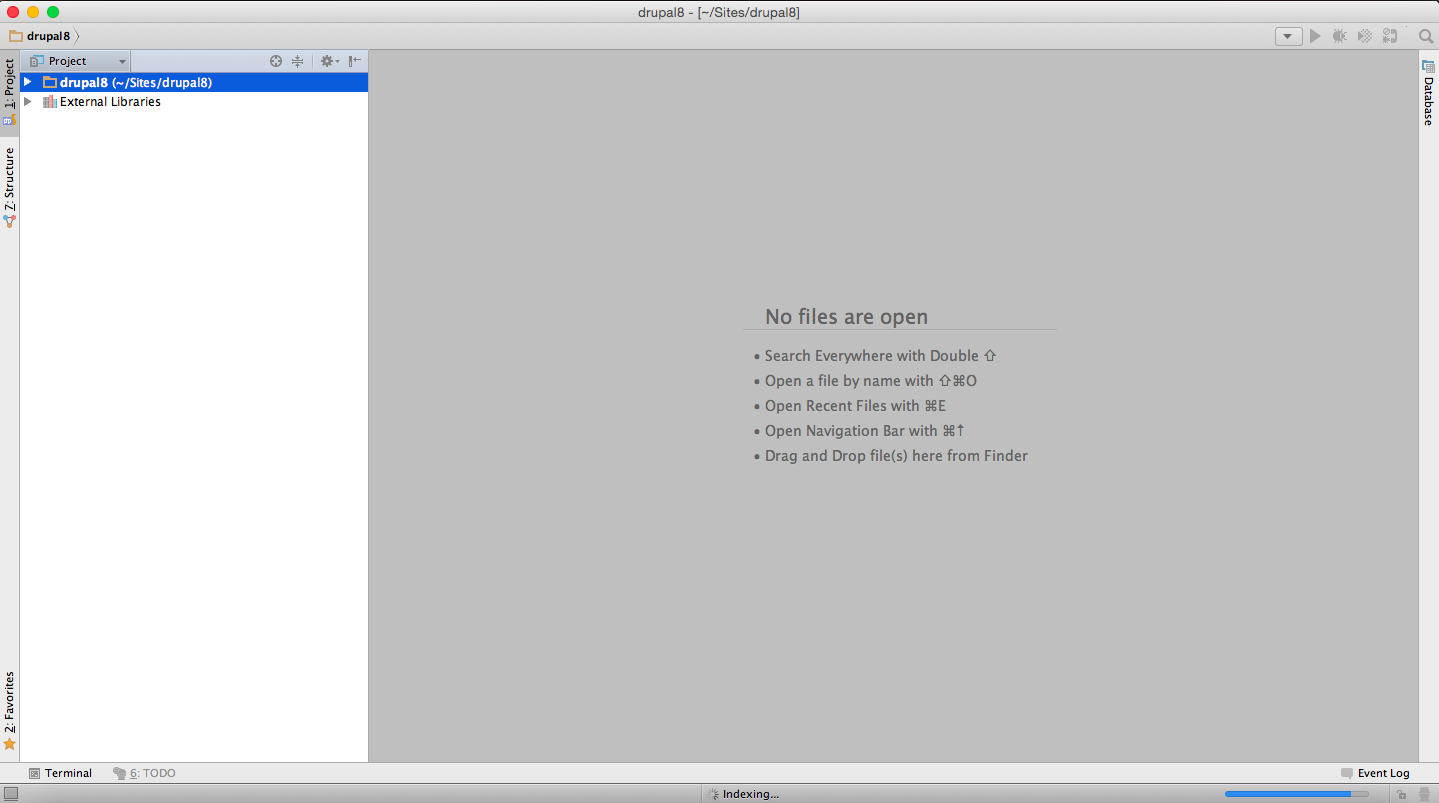 drupal8 - [~/Sites/drupal8]
drupal8
Project
drupal8 (~/Sites/drupal8)
External Libraries
1: Project
7: Structure
2: Favorites
Database
No files are open
• Search Everywhere with Double ⇧
• Open a file by name with ⇧⌘O
• Open Recent Files with ⌘E
• Open Navigation Bar with ⌘↑
• Drag and Drop file(s) here from Finder
Terminal
6: TODO
Event Log
Indexing...